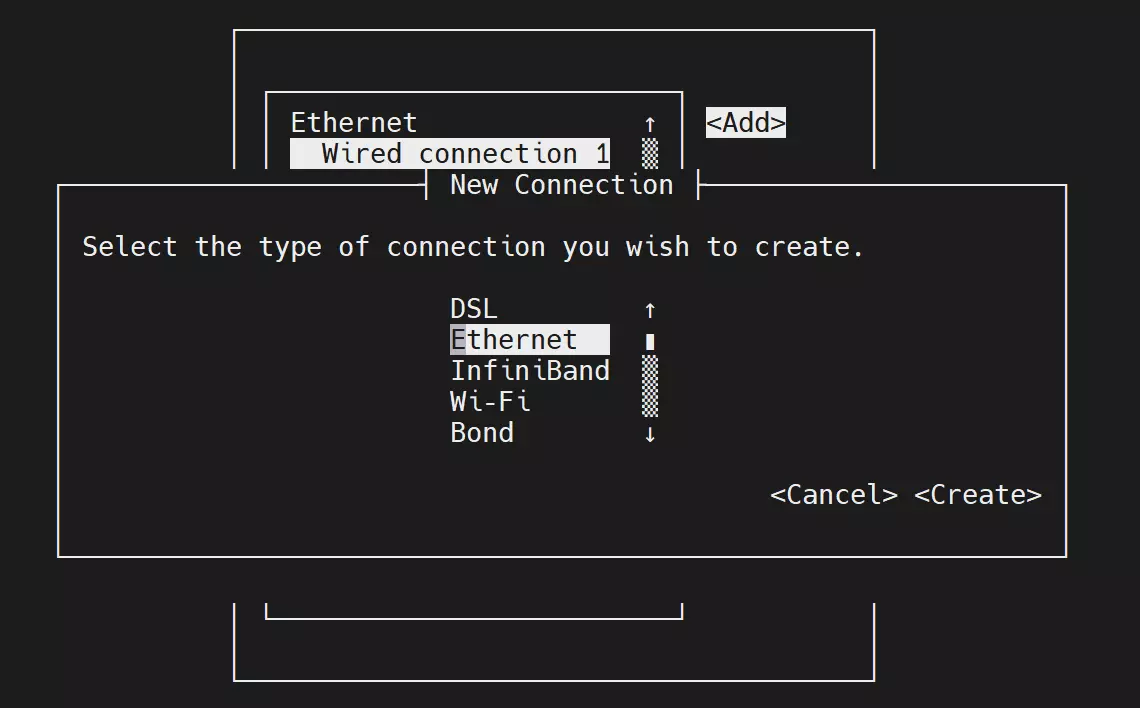 Ethernet ↑ <Add>
Wired connection 1
New Connection
Select the type of connection you wish to create.
DSL ↑
Ethernet
InfiniBand
Wi-Fi
Bond ↓
<Cancel> <Create>